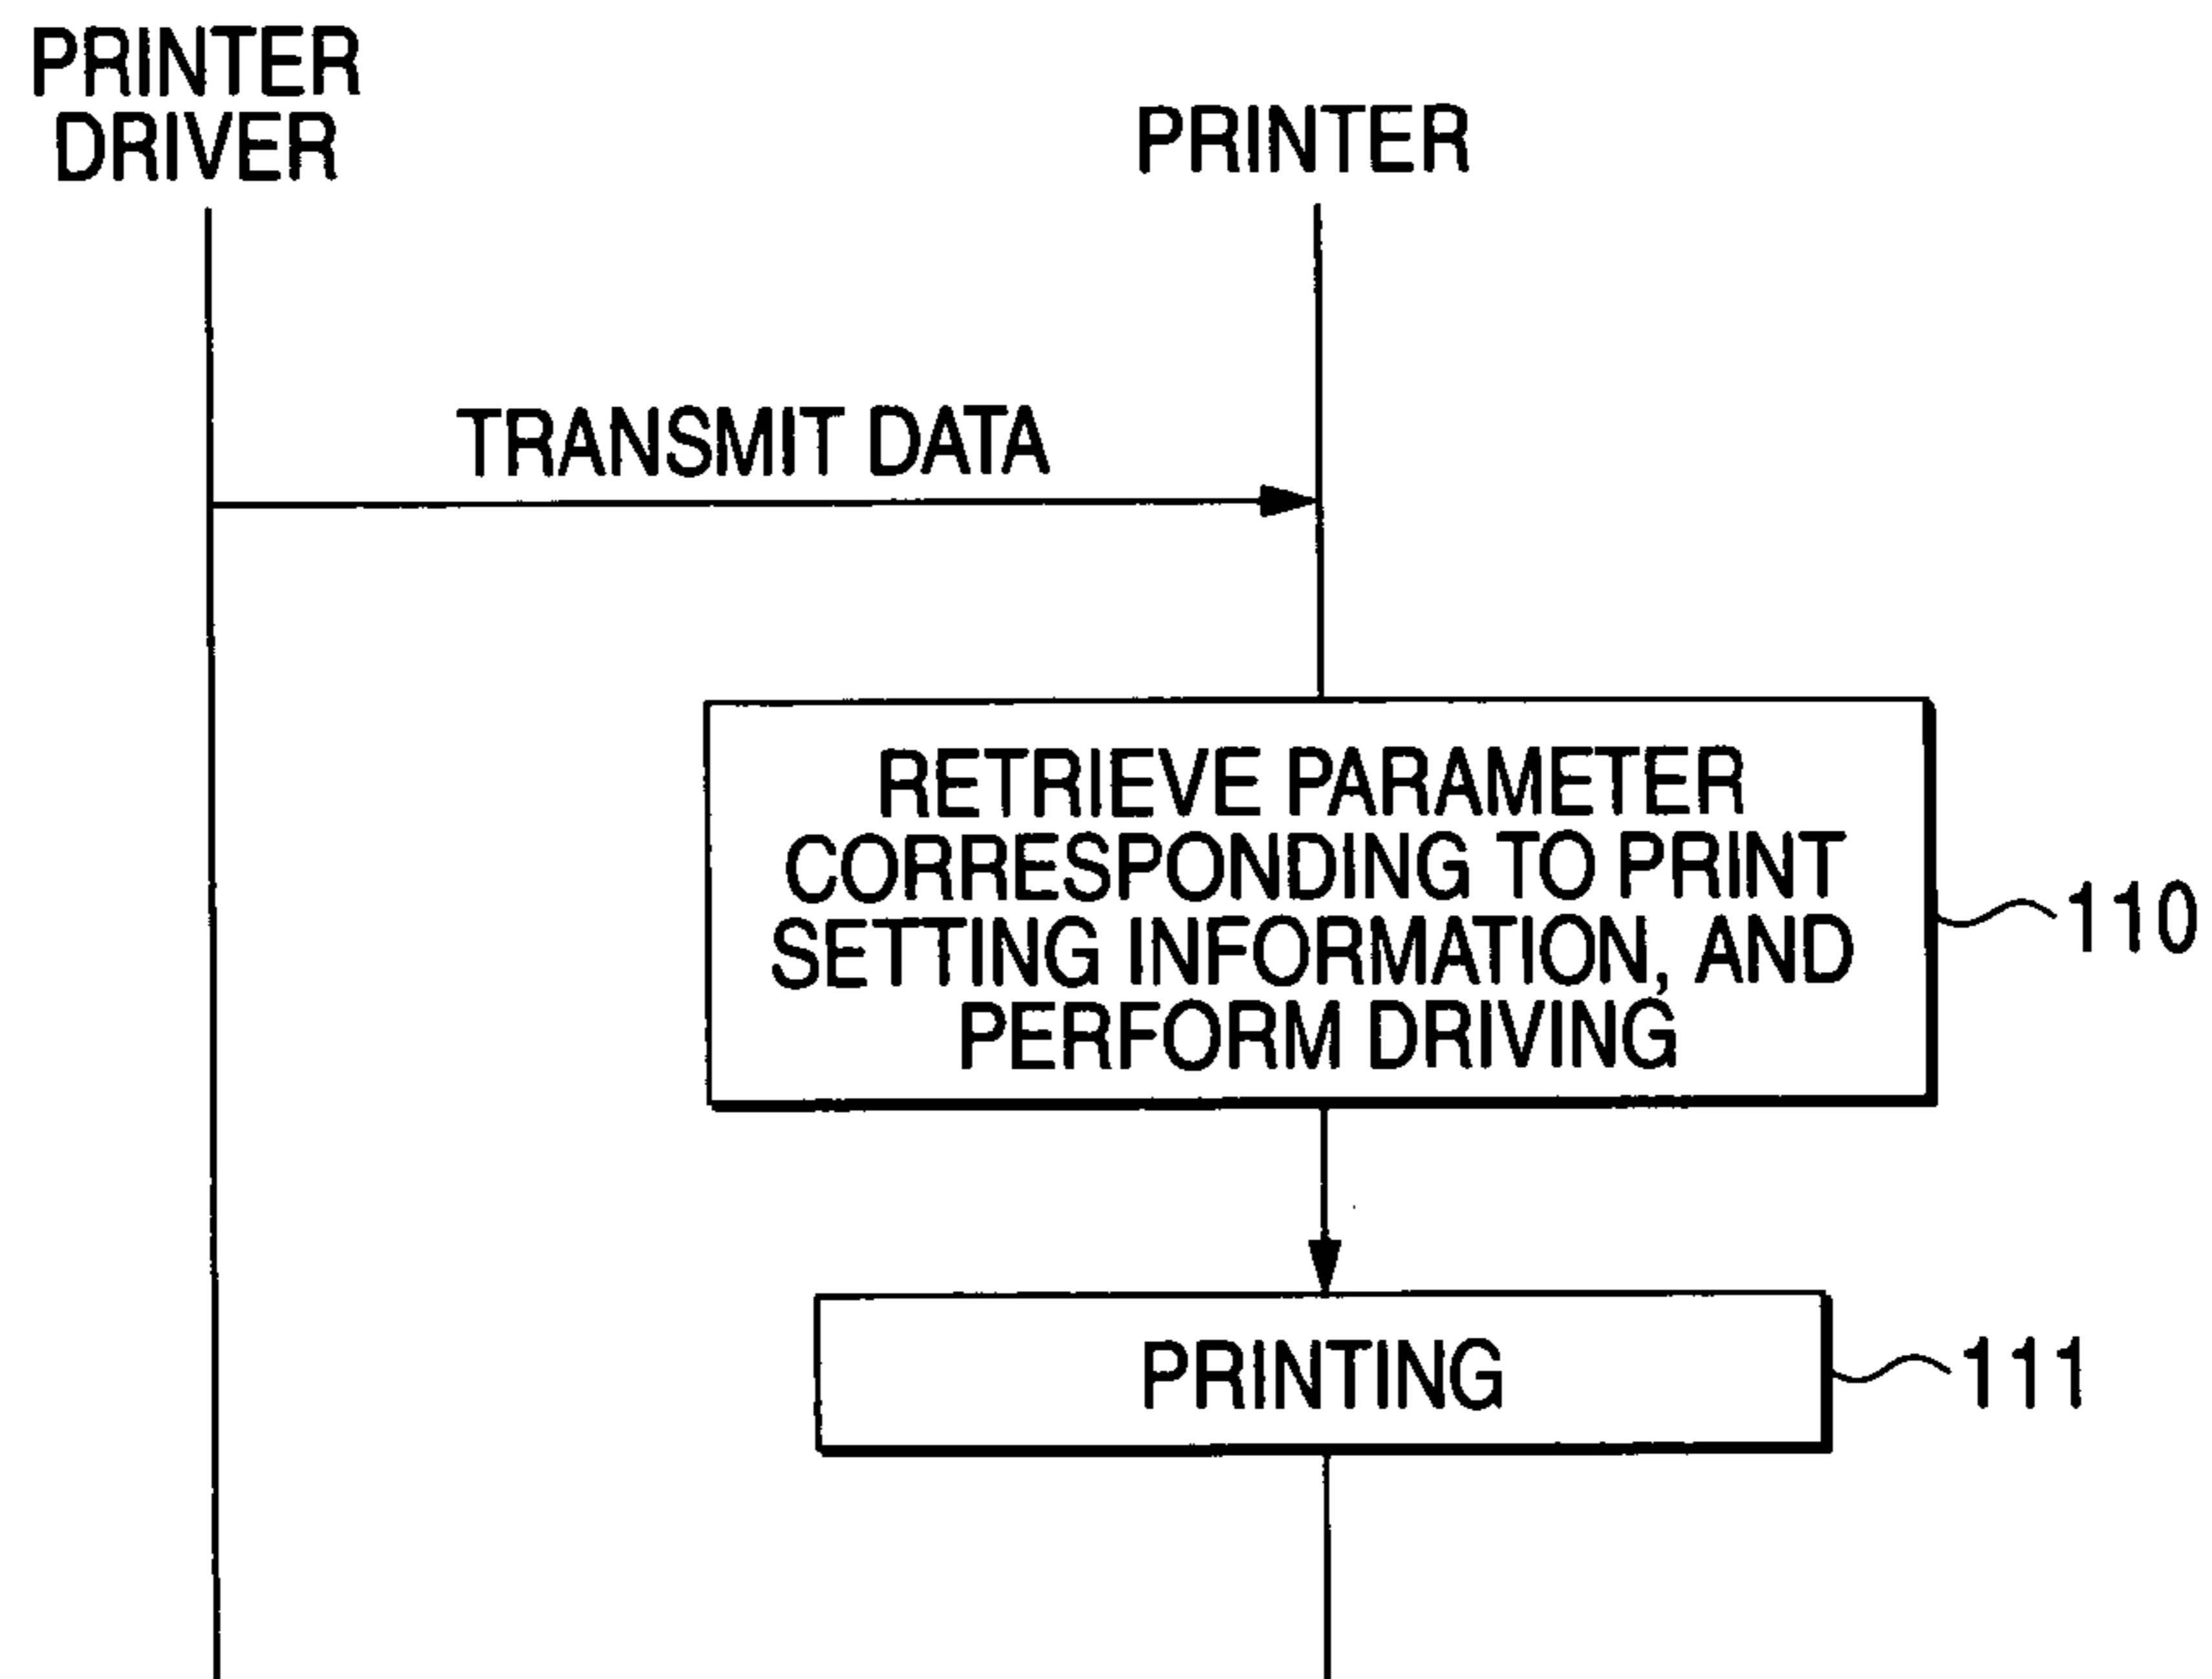 PRINTER
DRIVER
PRINTER
TRANSMIT DATA
RETRIEVE PARAMETER
CORRESPONDING TO PRINT
SETTING INFORMATION, AND
PERFORM DRIVING
110
PRINTING
111